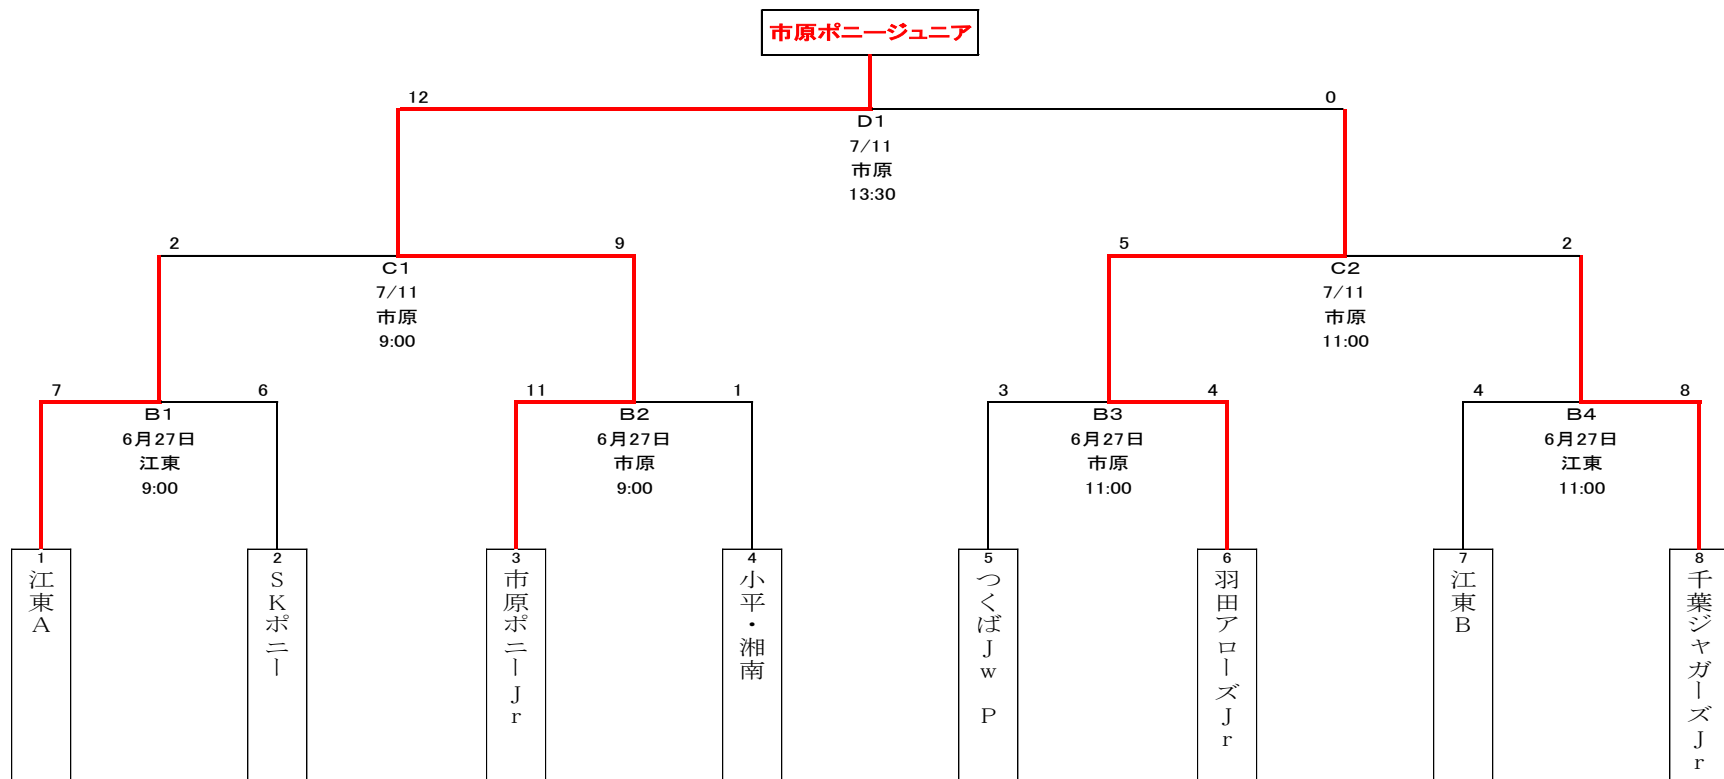 市原ポニージュニア
12
0
D1
7/11
市原
13:30
2
9
5
2
C1
7/11
市原
9:00
C2
7/11
市原
11:00
7
6
11
1
3
4
4
8
B1
6月27日
江東
9:00
B2
6月27日
市原
9:00
B3
6月27日
市原
11:00
B4
6月27日
江東
11:00
1
江東A
2
SKポニー
3
市原ポニーJr
4
小平・湘南
5
つくばJw P
6
羽田アローズJr
7
江東B
8
千葉ジャガーズJr